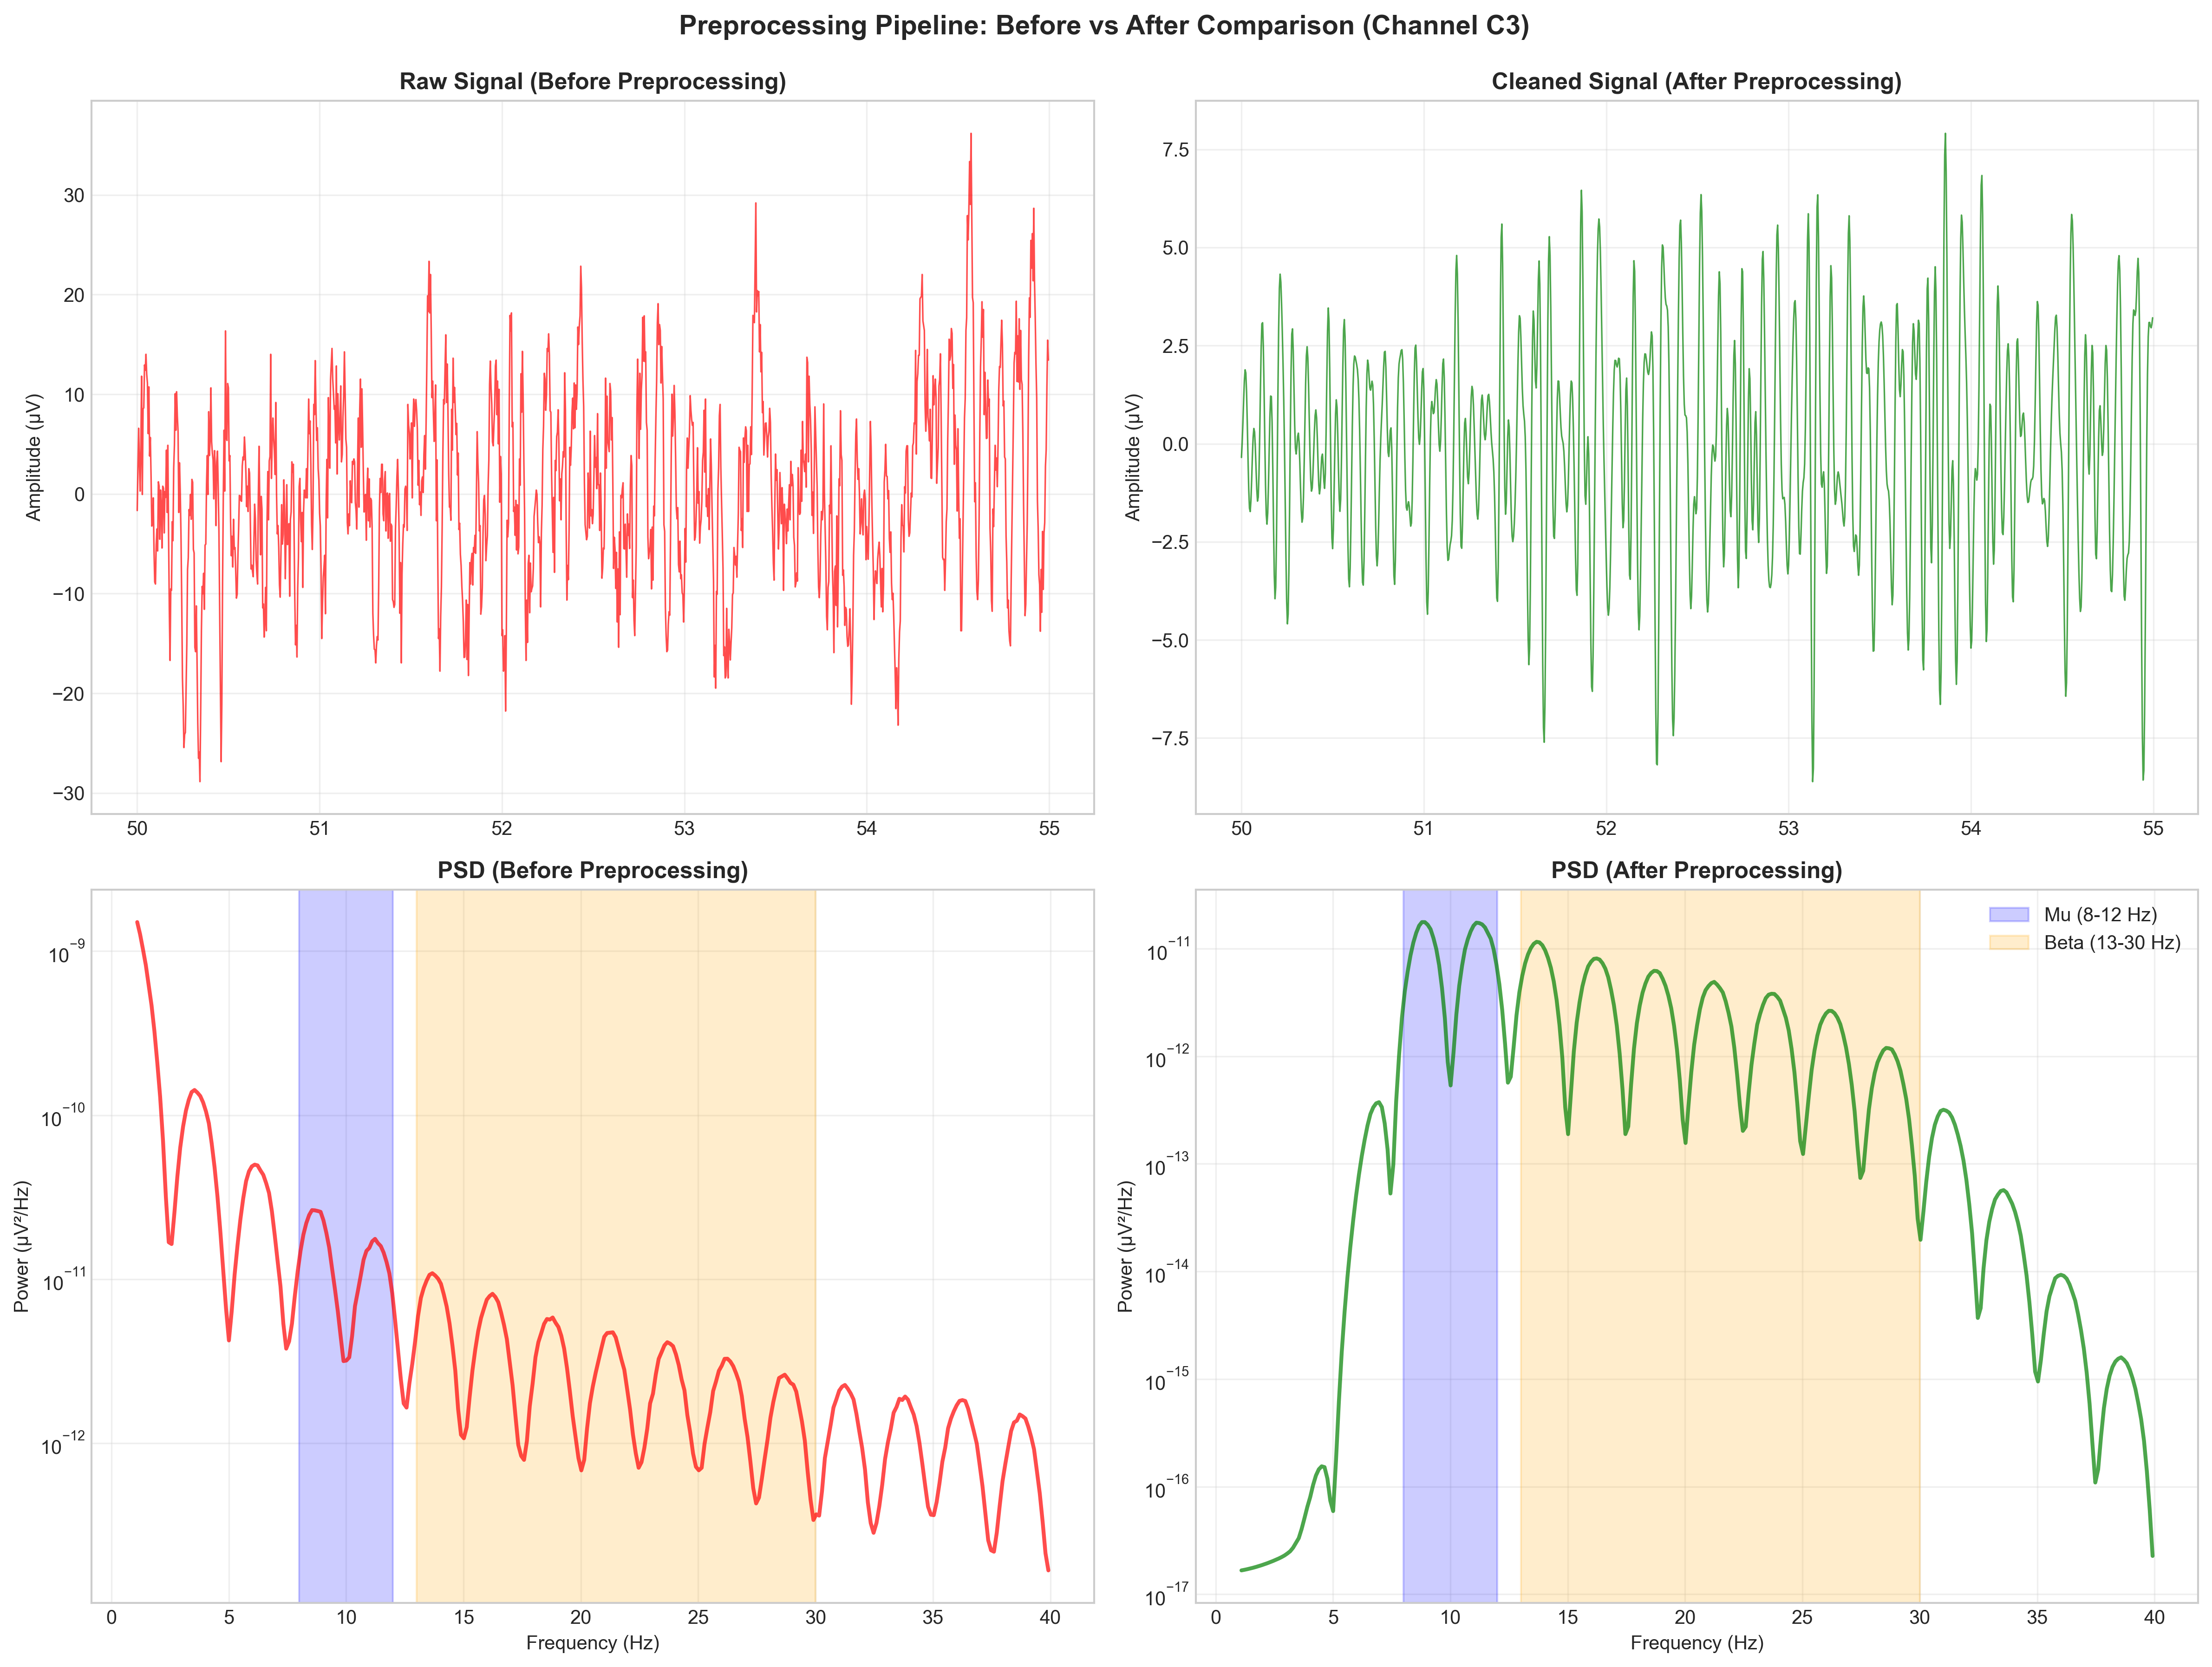 Preprocessing Pipeline: Before vs After Comparison (Channel C3)
Raw Signal (Before Preprocessing)
Amplitude (µV)
30
20
10
0
−10
−20
−30
50 51 52 53 54 55
Cleaned Signal (After Preprocessing)
Amplitude (µV)
7.5
5.0
2.5
0.0
−2.5
−5.0
−7.5
50 51 52 53 54 55
PSD (Before Preprocessing)
Power (µV²/Hz)
10⁻⁹
10⁻¹⁰
10⁻¹¹
10⁻¹²
0 5 10 15 20 25 30 35 40
Frequency (Hz)
PSD (After Preprocessing)
Mu (8-12 Hz)
Beta (13-30 Hz)
Power (µV²/Hz)
10⁻¹¹
10⁻¹²
10⁻¹³
10⁻¹⁴
10⁻¹⁵
10⁻¹⁶
10⁻¹⁷
0 5 10 15 20 25 30 35 40
Frequency (Hz)